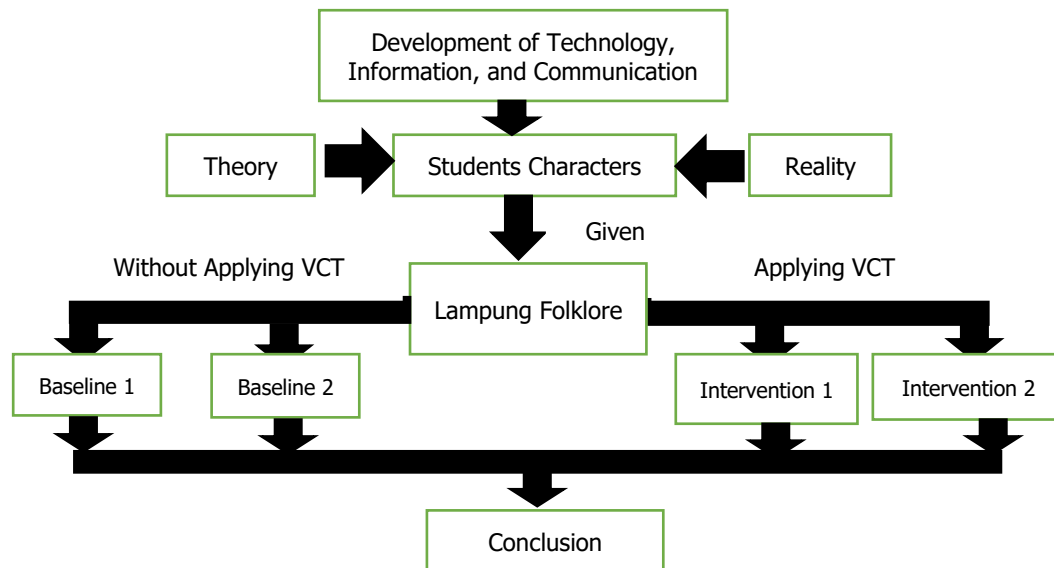 Development of Technology,
Information, and Communication
Theory
Students Characters
Reality
Given
Without Applying VCT
Applying VCT
Lampung Folklore
Baseline 1
Baseline 2
Intervention 1
Intervention 2
Conclusion